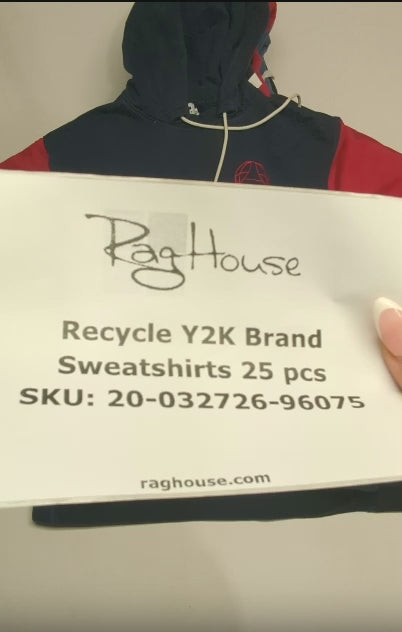 RagHouse
Recycle Y2K Brand
Sweatshirts 25 pcs
SKU: 20-032726-96075
raghouse.com